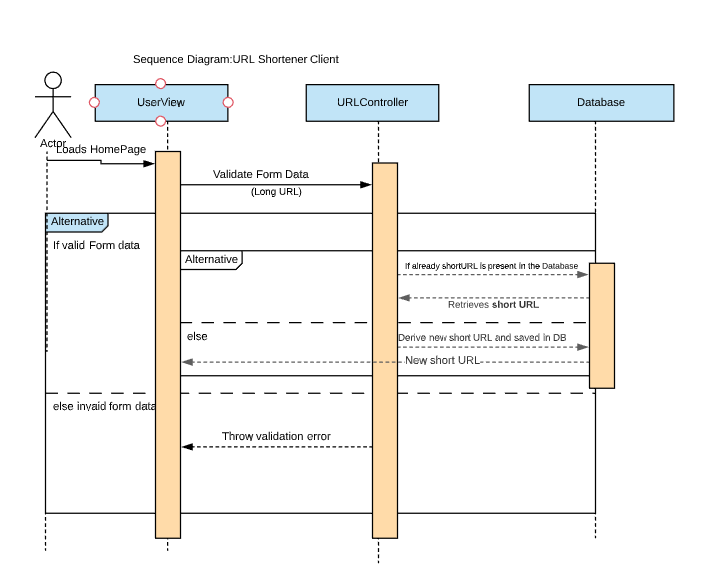 Sequence Diagram:URL Shortener Client
UserView
URLController
Database
Actor
Loads HomePage
Validate Form Data
(Long URL)
Alternative
If valid Form data
Alternative
If already shortURL is present in the Database
Retrieves short URL
else
Derive new short URL and saved in DB
New short URL
else invaid form data
Throw validation error